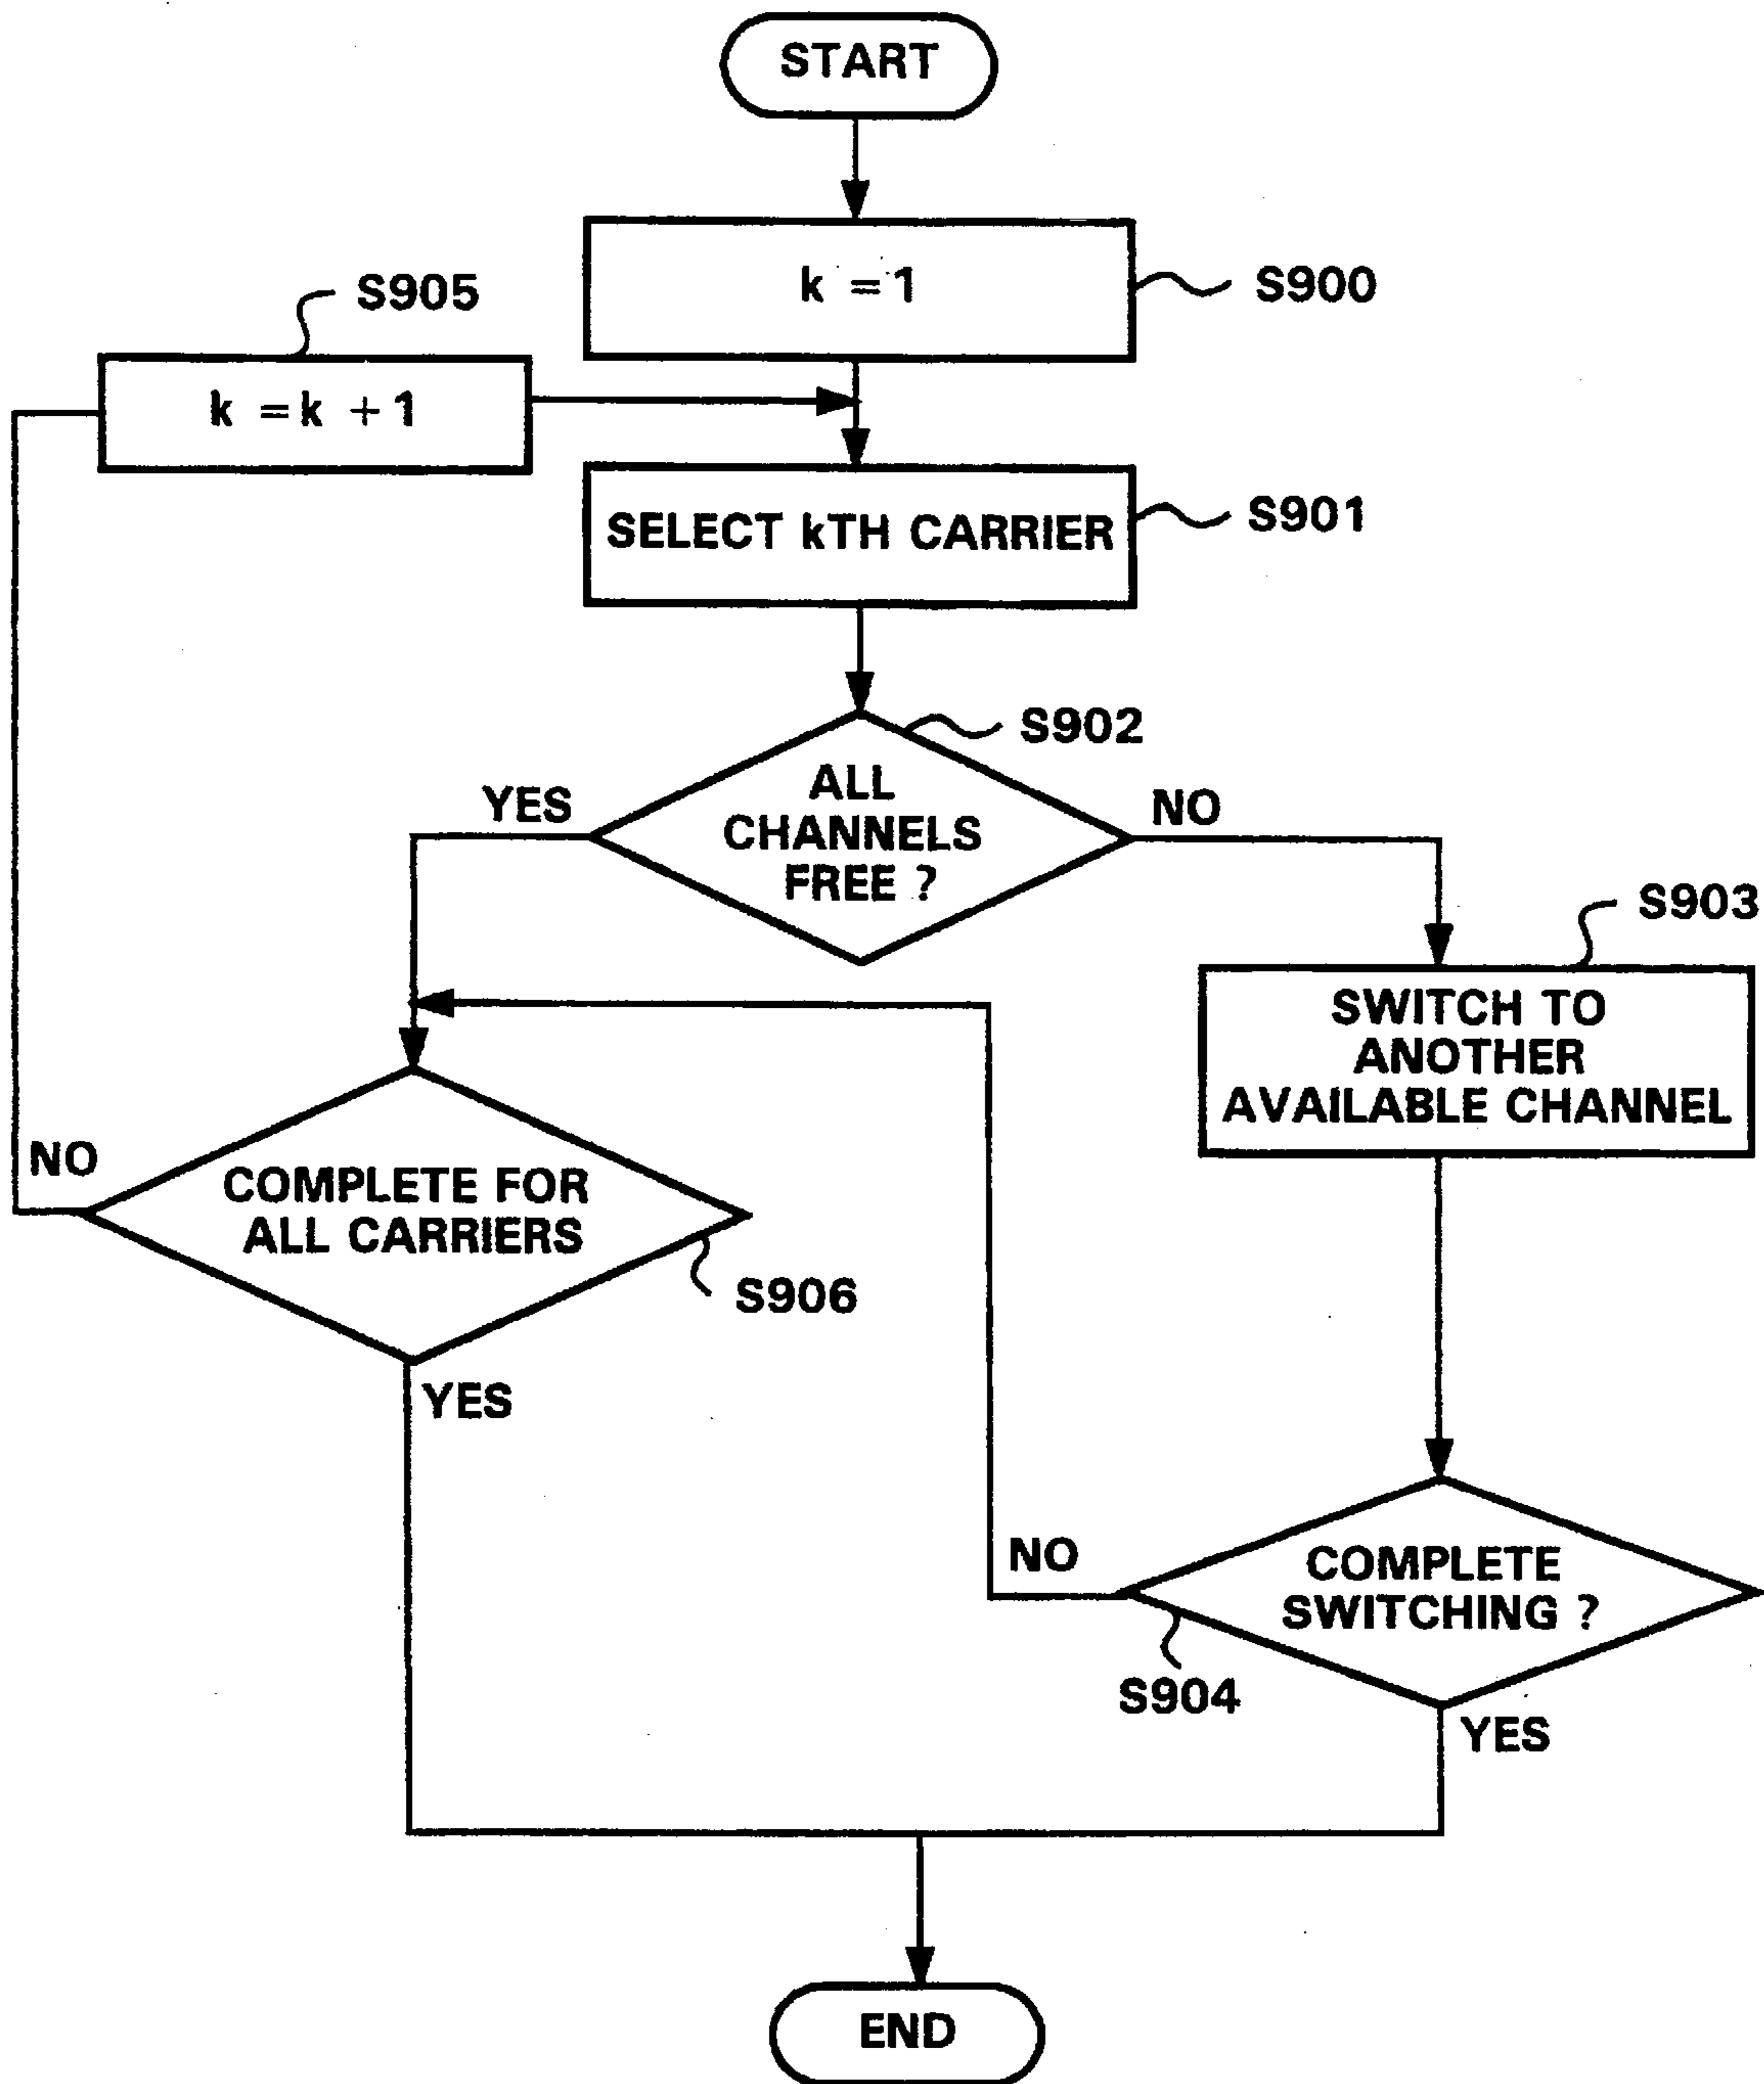 START
k = 1
S900
S905
k = k + 1
SELECT kTH CARRIER
S901
S902
ALL
CHANNELS
FREE ?
YES
NO
S903
SWITCH TO
ANOTHER
AVAILABLE CHANNEL
NO
COMPLETE FOR
ALL CARRIERS
S906
YES
NO
COMPLETE
SWITCHING ?
S904
YES
END